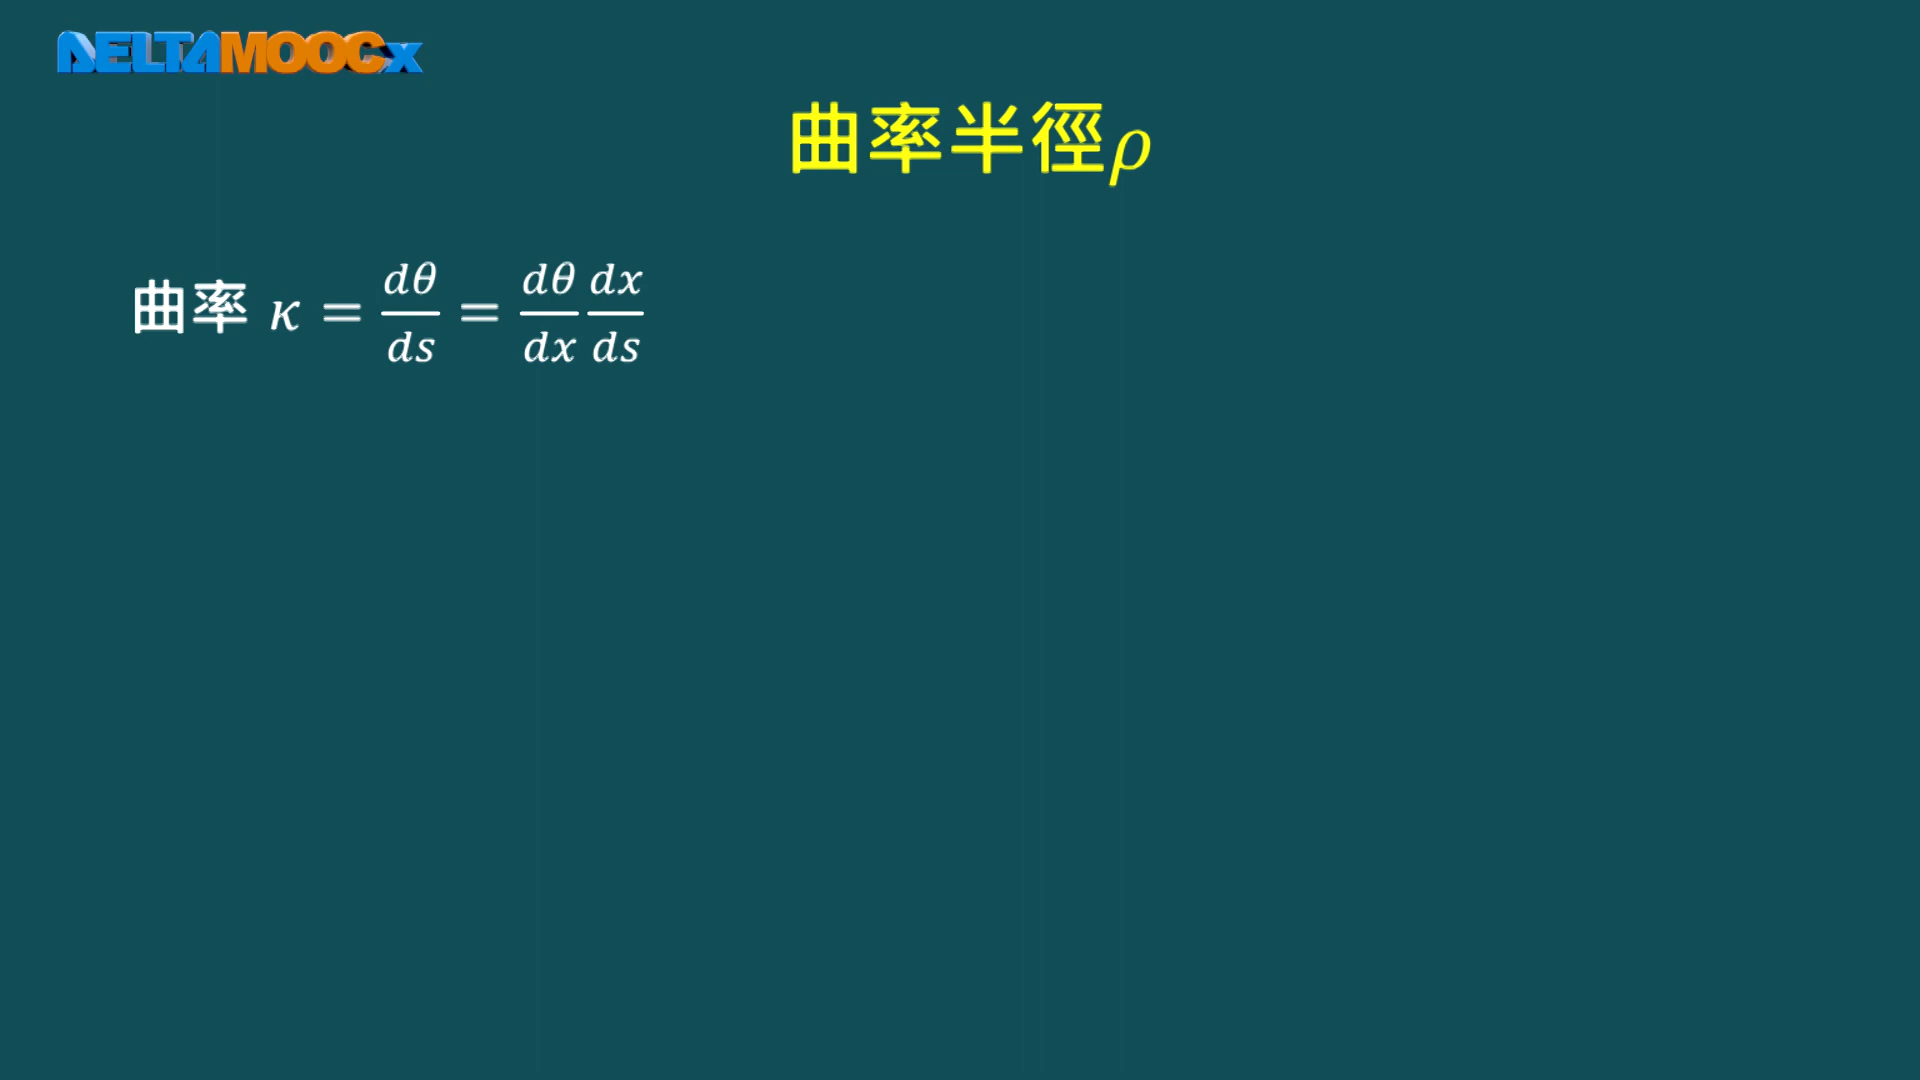 DELTAMOOCx
曲率半徑ρ
曲率 κ = dθ/ds = dθ/dx dx/ds